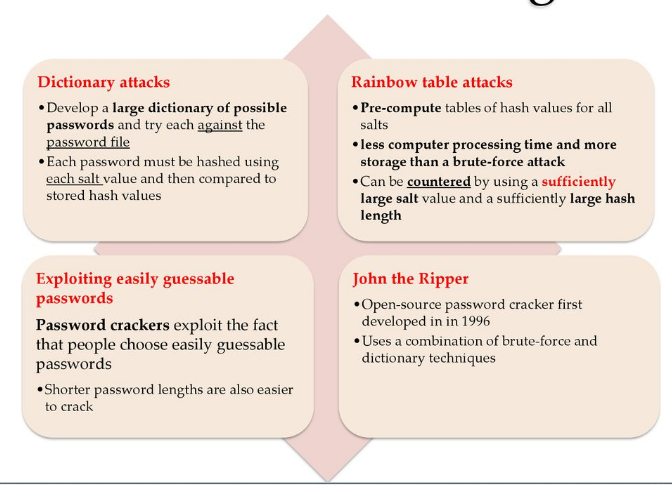 Dictionary attacks
•Develop a large dictionary of possible
passwords and try each against the
password file
•Each password must be hashed using
each salt value and then compared to
stored hash values
Rainbow table attacks
•Pre-compute tables of hash values for all
salts
•less computer processing time and more
storage than a brute-force attack
•Can be countered by using a sufficiently
large salt value and a sufficiently large hash
length
Exploiting easily guessable
passwords
Password crackers exploit the fact
that people choose easily guessable
passwords
•Shorter password lengths are also easier
to crack
John the Ripper
•Open-source password cracker first
developed in in 1996
•Uses a combination of brute-force and
dictionary techniques